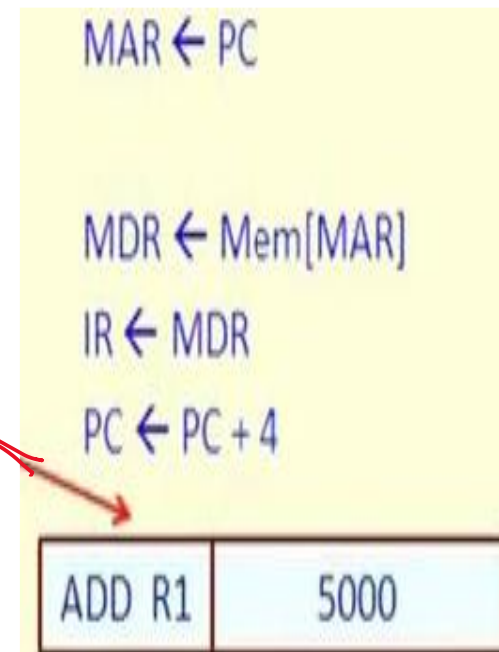 MAR ← PC
MDR ← Mem[MAR]
IR ← MDR
PC ← PC + 4
ADD R1 5000